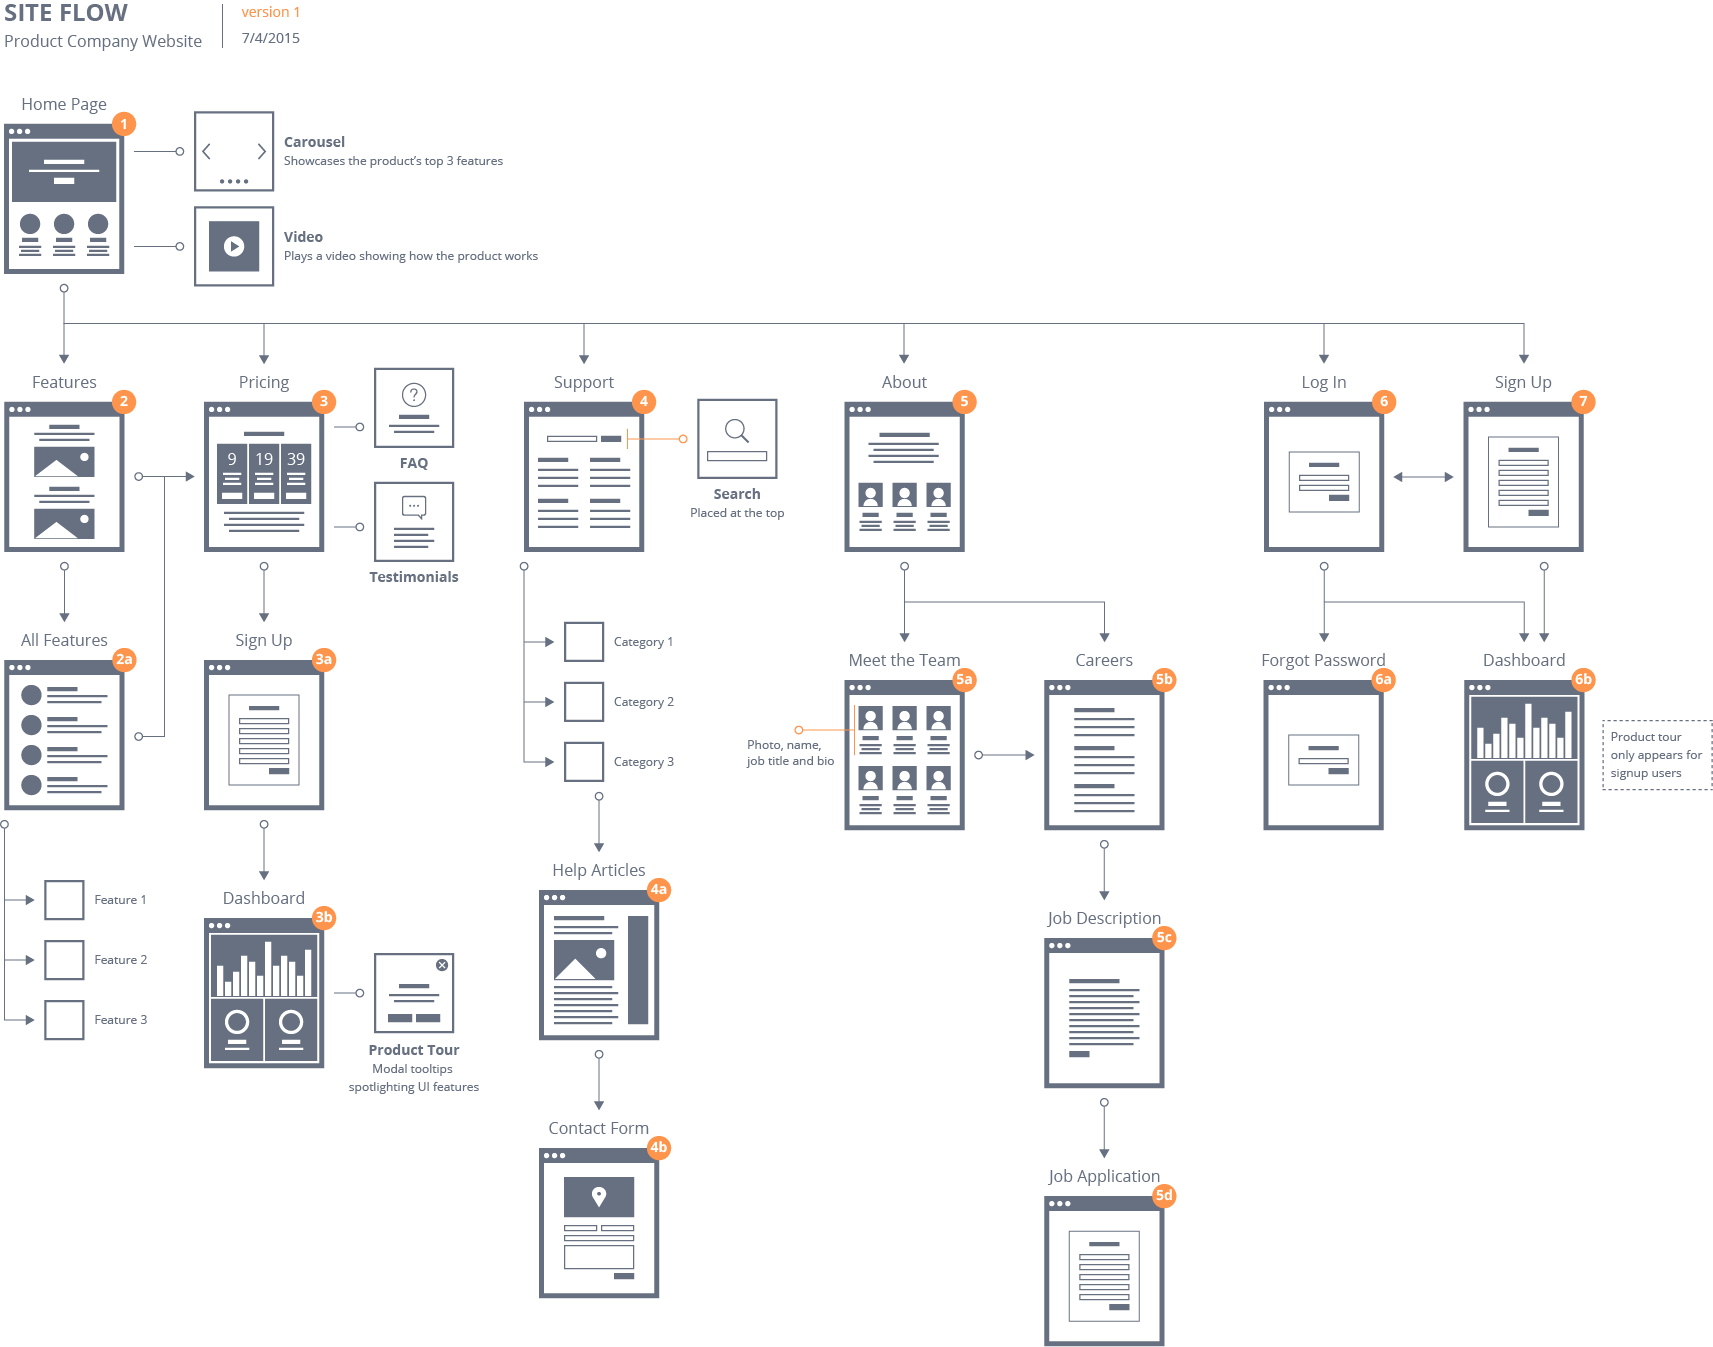 SITE FLOW
Product Company Website
version 1
7/4/2015
Home Page
1
Carousel
Showcases the product's top 3 features
Video
Plays a video showing how the product works
Features
2
Pricing
3
9 19 39
FAQ
Testimonials
Support
4
Search
Placed at the top
About
5
Log In
6
Sign Up
7
All Features
2a
Sign Up
3a
Category 1
Category 2
Category 3
Meet the Team
5a
Photo, name,
job title and bio
Careers
5b
Forgot Password
6a
Dashboard
6b
Product tour
only appears for
signup users
Feature 1
Feature 2
Feature 3
Dashboard
3b
Product Tour
Modal tooltips
spotlighting UI features
Help Articles
4a
Job Description
5c
Contact Form
4b
Job Application
5d